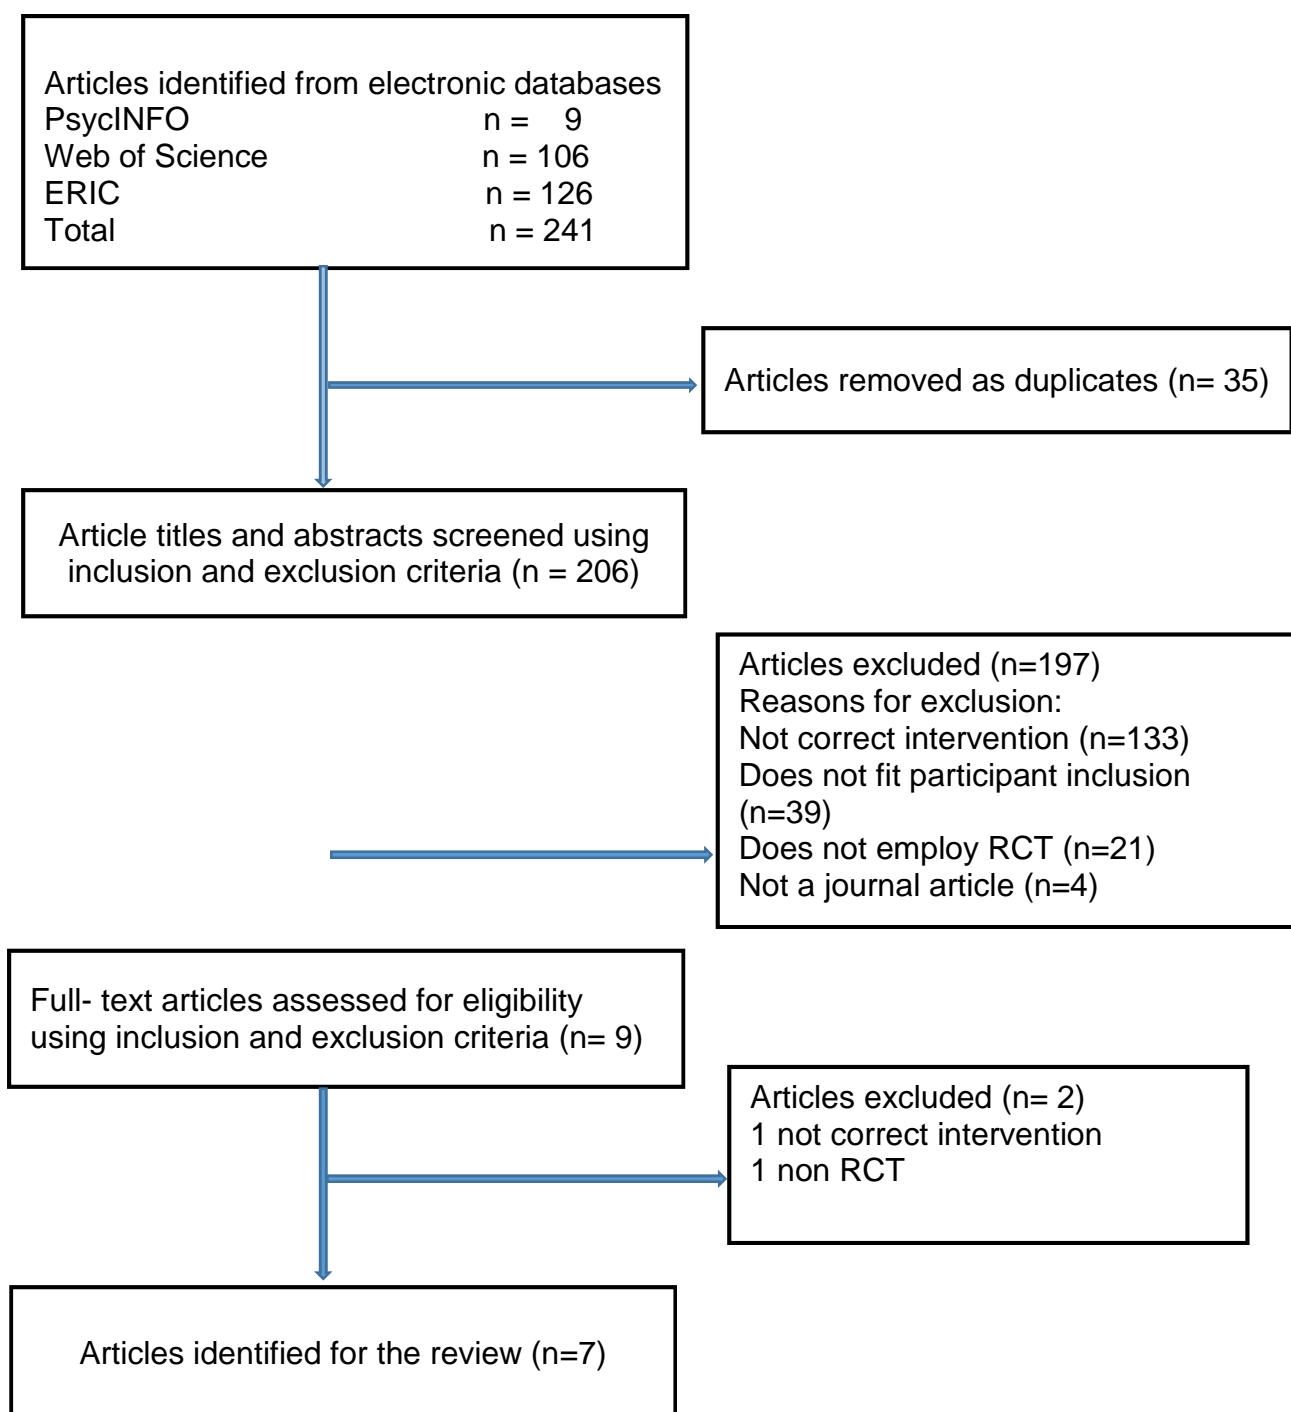 Articles identified from electronic databases
PsycINFO n = 9
Web of Science n = 106
ERIC n = 126
Total n = 241
Articles removed as duplicates (n= 35)
Article titles and abstracts screened using
inclusion and exclusion criteria (n = 206)
Articles excluded (n=197)
Reasons for exclusion:
Not correct intervention (n=133)
Does not fit participant inclusion
(n=39)
Does not employ RCT (n=21)
Not a journal article (n=4)
Full- text articles assessed for eligibility
using inclusion and exclusion criteria (n= 9)
Articles excluded (n= 2)
1 not correct intervention
1 non RCT
Articles identified for the review (n=7)